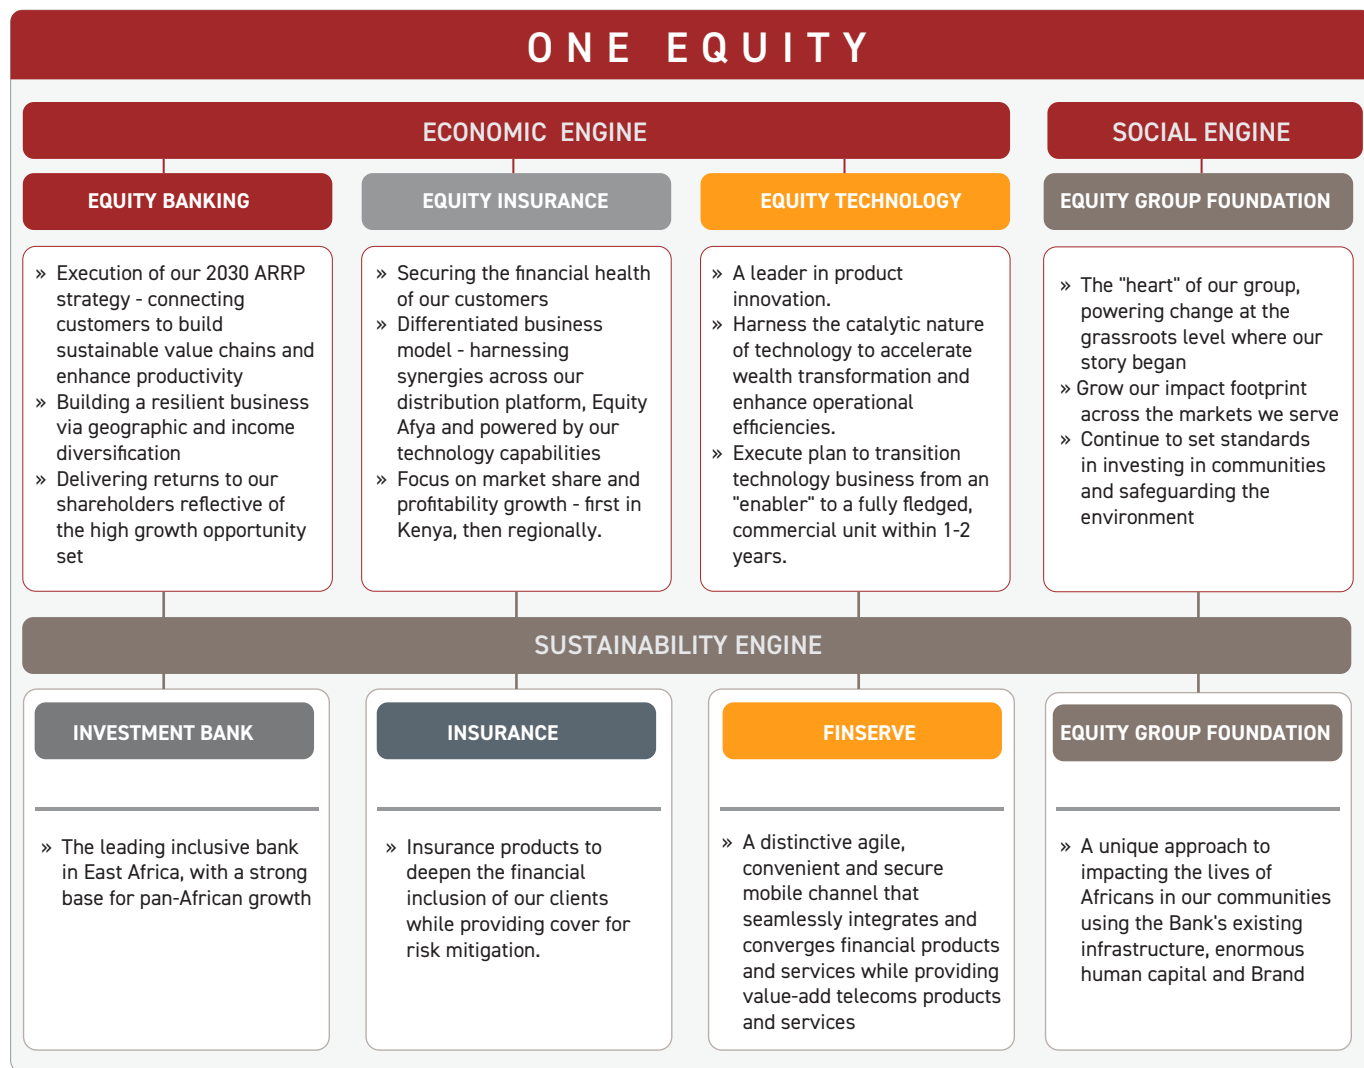 ONE EQUITY
ECONOMIC ENGINE
SOCIAL ENGINE
EQUITY BANKING
EQUITY INSURANCE
EQUITY TECHNOLOGY
EQUITY GROUP FOUNDATION
» Execution of our 2030 ARRP
strategy - connecting
customers to build
sustainable value chains and
enhance productivity
» Building a resilient business
via geographic and income
diversification
» Delivering returns to our
shareholders reflective of
the high growth opportunity
set
» Securing the financial health
of our customers
» Differentiated business
model - harnessing
synergies across our
distribution platform, Equity
Afya and powered by our
technology capabilities
» Focus on market share and
profitability growth - first in
Kenya, then regionally.
» A leader in product
innovation.
» Harness the catalytic nature
of technology to accelerate
wealth transformation and
enhance operational
efficiencies.
» Execute plan to transition
technology business from an
"enabler" to a fully fledged,
commercial unit within 1-2
years.
» The "heart" of our group,
powering change at the
grassroots level where our
story began
» Grow our impact footprint
across the markets we serve
» Continue to set standards
in investing in communities
and safeguarding the
environment
SUSTAINABILITY ENGINE
INVESTMENT BANK
» The leading inclusive bank
in East Africa, with a strong
base for pan-African growth
INSURANCE
» Insurance products to
deepen the financial
inclusion of our clients
while providing cover for
risk mitigation.
FINSERVE
» A distinctive agile,
convenient and secure
mobile channel that
seamlessly integrates and
converges financial products
and services while providing
value-add telecoms products
and services
EQUITY GROUP FOUNDATION
» A unique approach to
impacting the lives of
Africans in our communities
using the Bank's existing
infrastructure, enormous
human capital and Brand